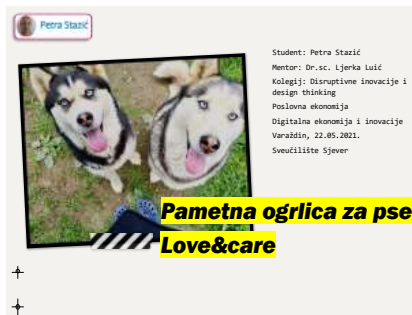 Petra Stazić
Student: Petra Stazić
Mentor: Dr.sc. Ljerka Luić
Kolegij: Disruptivne inovacije i
design thinking
Poslovna ekonomija
Digitalna ekonomija i inovacije
Varaždin, 22.05.2021.
Sveučilište Sjever
Pametna ogrlica za pse
Love&care